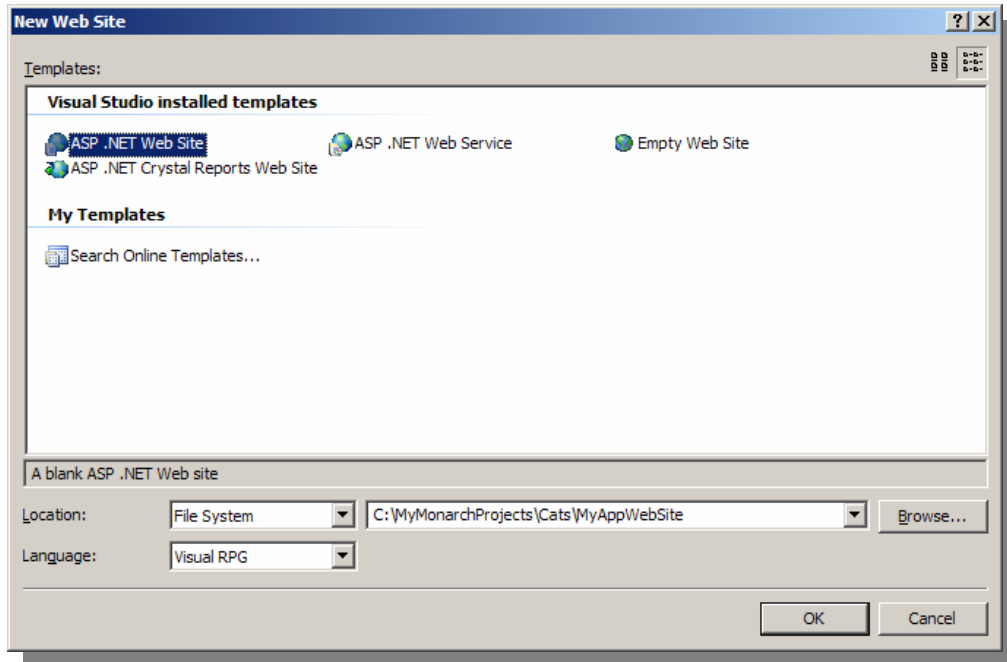 New Web Site
Templates:
Visual Studio installed templates
ASP .NET Web Site
ASP .NET Web Service
Empty Web Site
ASP .NET Crystal Reports Web Site
My Templates
Search Online Templates...
A blank ASP .NET Web site
Location:
File System
C:\MyMonarchProjects\Cats\MyAppWebSite
Browse...
Language:
Visual RPG
OK
Cancel